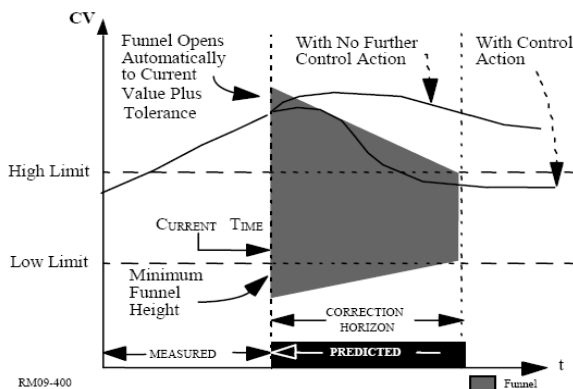 CV
Funnel Opens
Automatically
to Current
Value Plus
Tolerance
With No Further
Control Action
With Control
Action
High Limit
CURRENT TIME
Low Limit
Minimum
Funnel
Height
CORRECTION
HORIZON
MEASURED
PREDICTED
t
RM09-400
Funnel